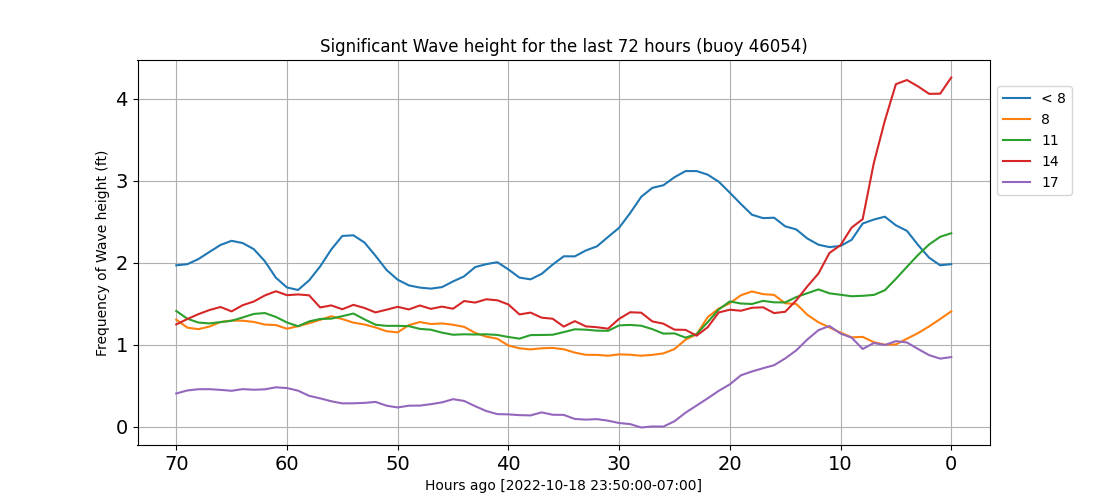 Significant Wave height for the last 72 hours (buoy 46054)
Frequency of Wave height (ft)
4
3
2
1
0
70 60 50 40 30 20 10 0
Hours ago [2022-10-18 23:50:00-07:00]
< 8
8
11
14
17